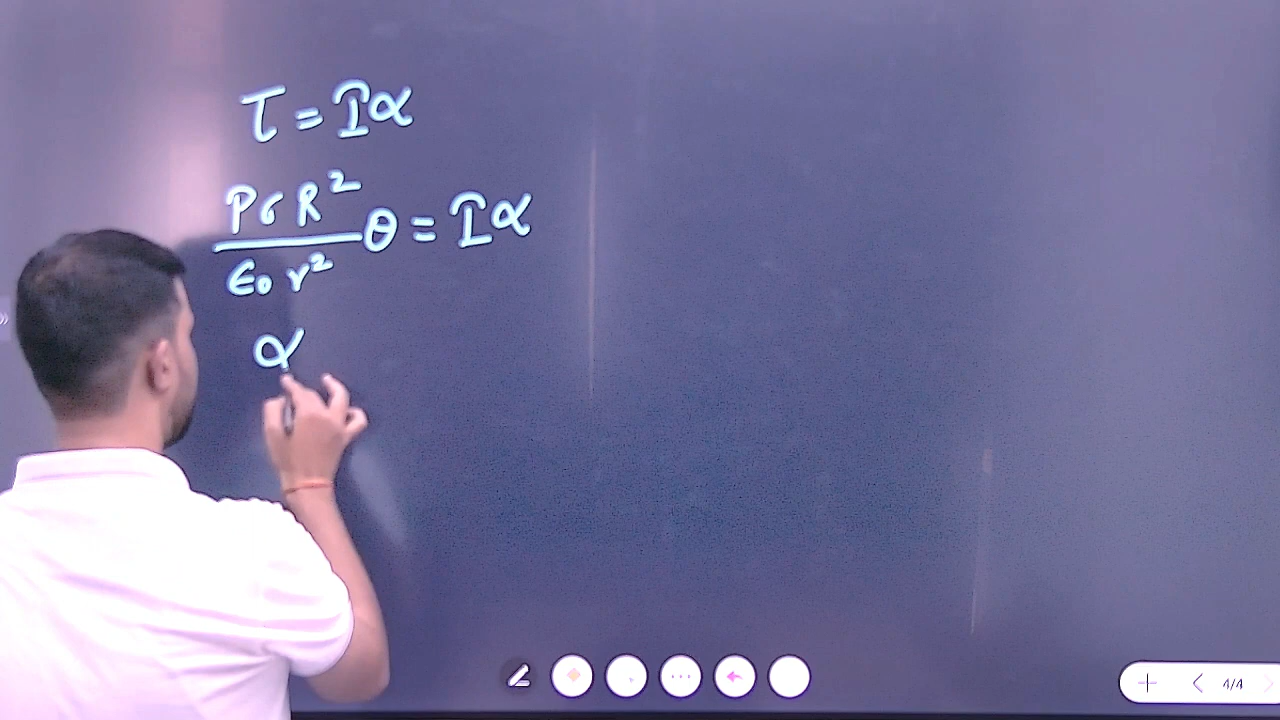 τ = Iα
PσR²/ε₀r² θ = Iα
α
4/4